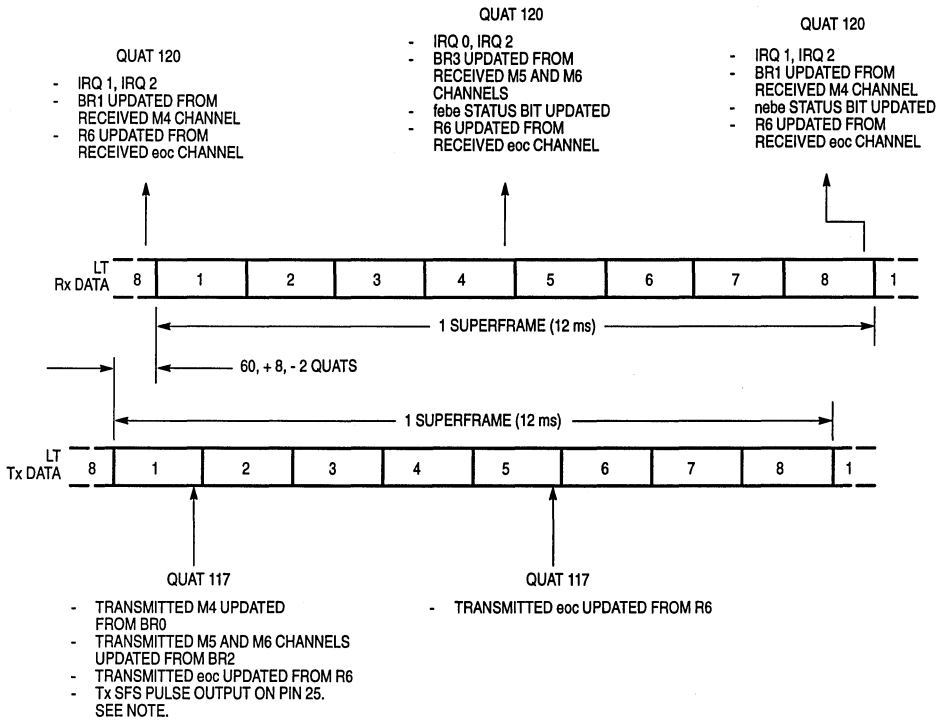 QUAT 120
- IRQ 1, IRQ 2
- BR1 UPDATED FROM
RECEIVED M4 CHANNEL
- R6 UPDATED FROM
RECEIVED eoc CHANNEL
QUAT 120
- IRQ 0, IRQ 2
- BR3 UPDATED FROM
RECEIVED M5 AND M6
CHANNELS
- febe STATUS BIT UPDATED
- R6 UPDATED FROM
RECEIVED eoc CHANNEL
QUAT 120
- IRQ 1, IRQ 2
- BR1 UPDATED FROM
RECEIVED M4 CHANNEL
- nebe STATUS BIT UPDATED
- R6 UPDATED FROM
RECEIVED eoc CHANNEL
LT
Rx DATA
8 1 2 3 4 5 6 7 8 1
1 SUPERFRAME (12 ms)
60, + 8, - 2 QUATS
1 SUPERFRAME (12 ms)
LT
Tx DATA
8 1 2 3 4 5 6 7 8 1
QUAT 117
- TRANSMITTED M4 UPDATED
FROM BR0
- TRANSMITTED M5 AND M6 CHANNELS
UPDATED FROM BR2
- TRANSMITTED eoc UPDATED FROM R6
- Tx SFS PULSE OUTPUT ON PIN 25.
SEE NOTE.
QUAT 117
- TRANSMITTED eoc UPDATED FROM R6